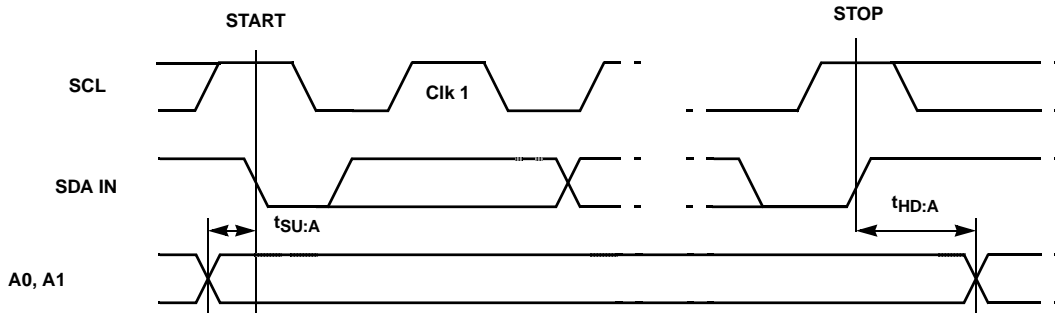 START
STOP
SCL
Clk 1
SDA IN
tSU:A
tHD:A
A0, A1